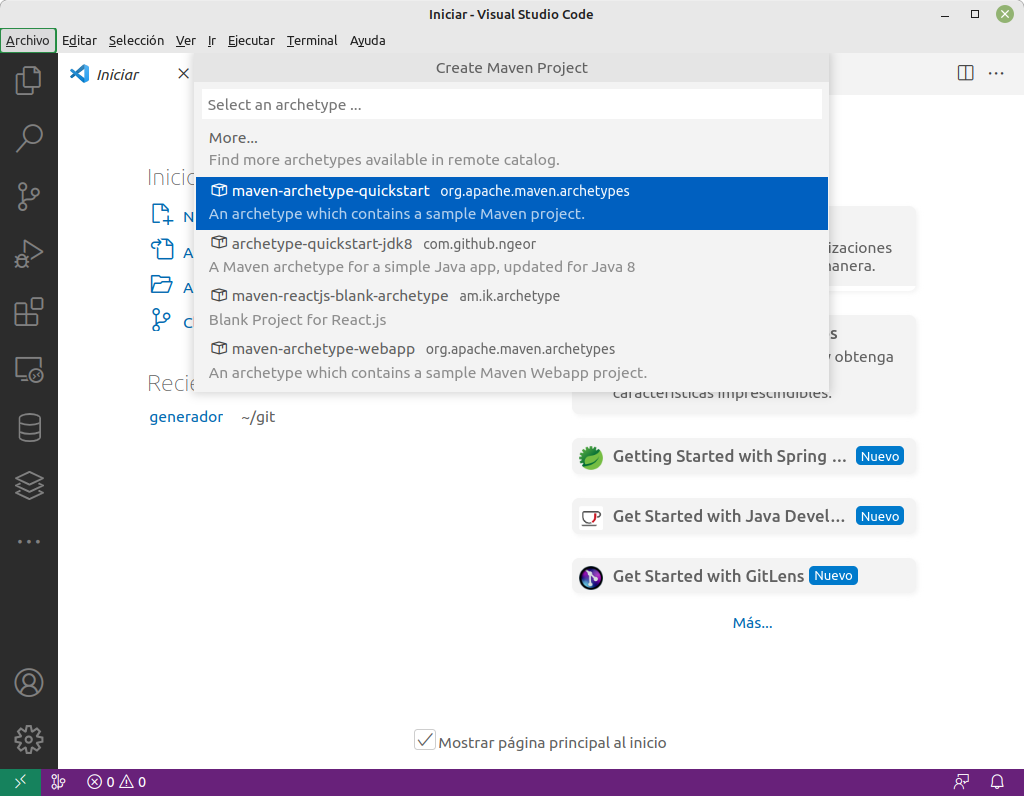 Iniciar - Visual Studio Code
Archivo Editar Selección Ver Ir Ejecutar Terminal Ayuda
Iniciar
Create Maven Project
Select an archetype ...
More...
Find more archetypes available in remote catalog.
maven-archetype-quickstart org.apache.maven.archetypes
An archetype which contains a sample Maven project.
archetype-quickstart-jdk8 com.github.ngeor
A Maven archetype for a simple Java app, updated for Java 8
maven-reactjs-blank-archetype am.ik.archetype
Blank Project for React.js
maven-archetype-webapp org.apache.maven.archetypes
An archetype which contains a sample Maven Webapp project.
Inicio
N
A
A
C
Recie
generador ~/git
izaciones
manera.
s
y obtenga
características imprescindibles.
Getting Started with Spring ... Nuevo
Get Started with Java Devel... Nuevo
Get Started with GitLens Nuevo
Más...
Mostrar página principal al inicio
0 0